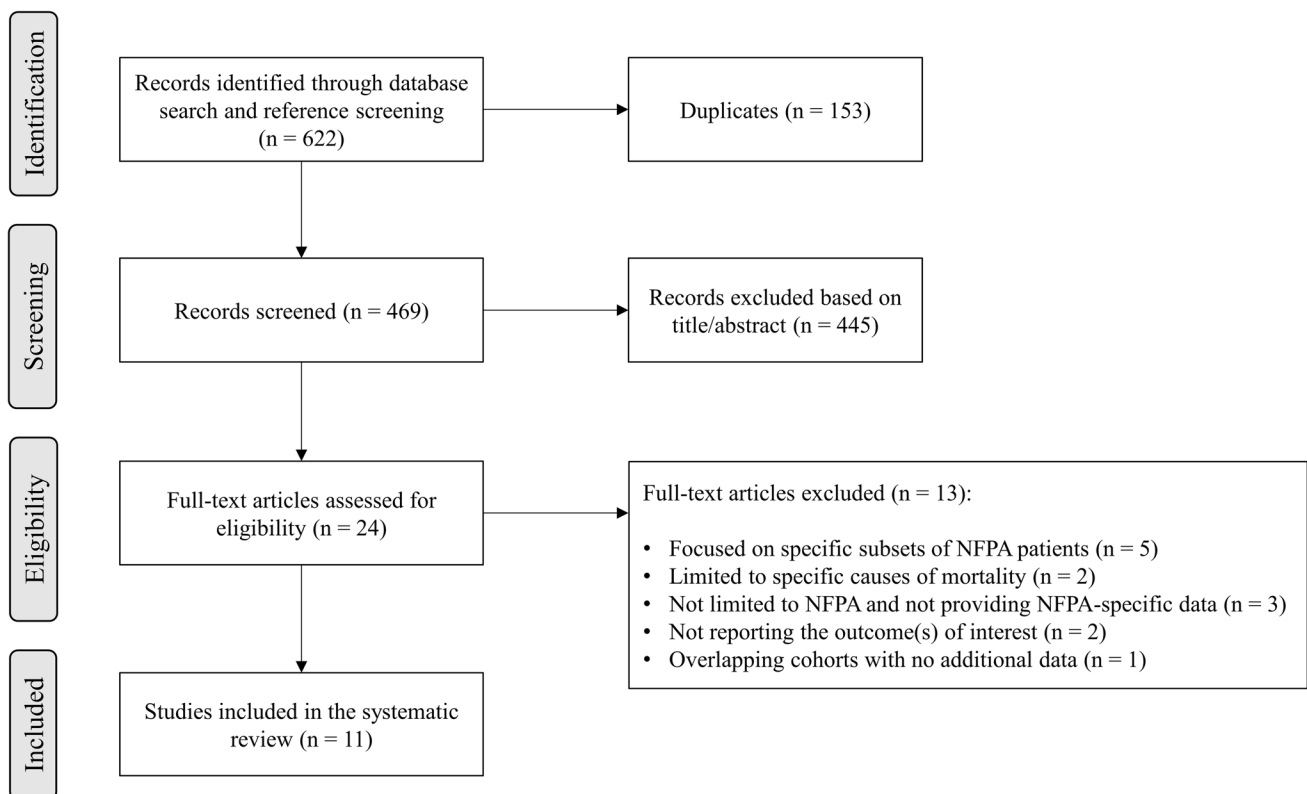 Identification
Records identified through database
search and reference screening
(n = 622)
Duplicates (n = 153)
Screening
Records screened (n = 469)
Records excluded based on
title/abstract (n = 445)
Eligibility
Full-text articles assessed for
eligibility (n = 24)
Full-text articles excluded (n = 13):
• Focused on specific subsets of NFPA patients (n = 5)
• Limited to specific causes of mortality (n = 2)
• Not limited to NFPA and not providing NFPA-specific data (n = 3)
• Not reporting the outcome(s) of interest (n = 2)
• Overlapping cohorts with no additional data (n = 1)
Included
Studies included in the systematic
review (n = 11)